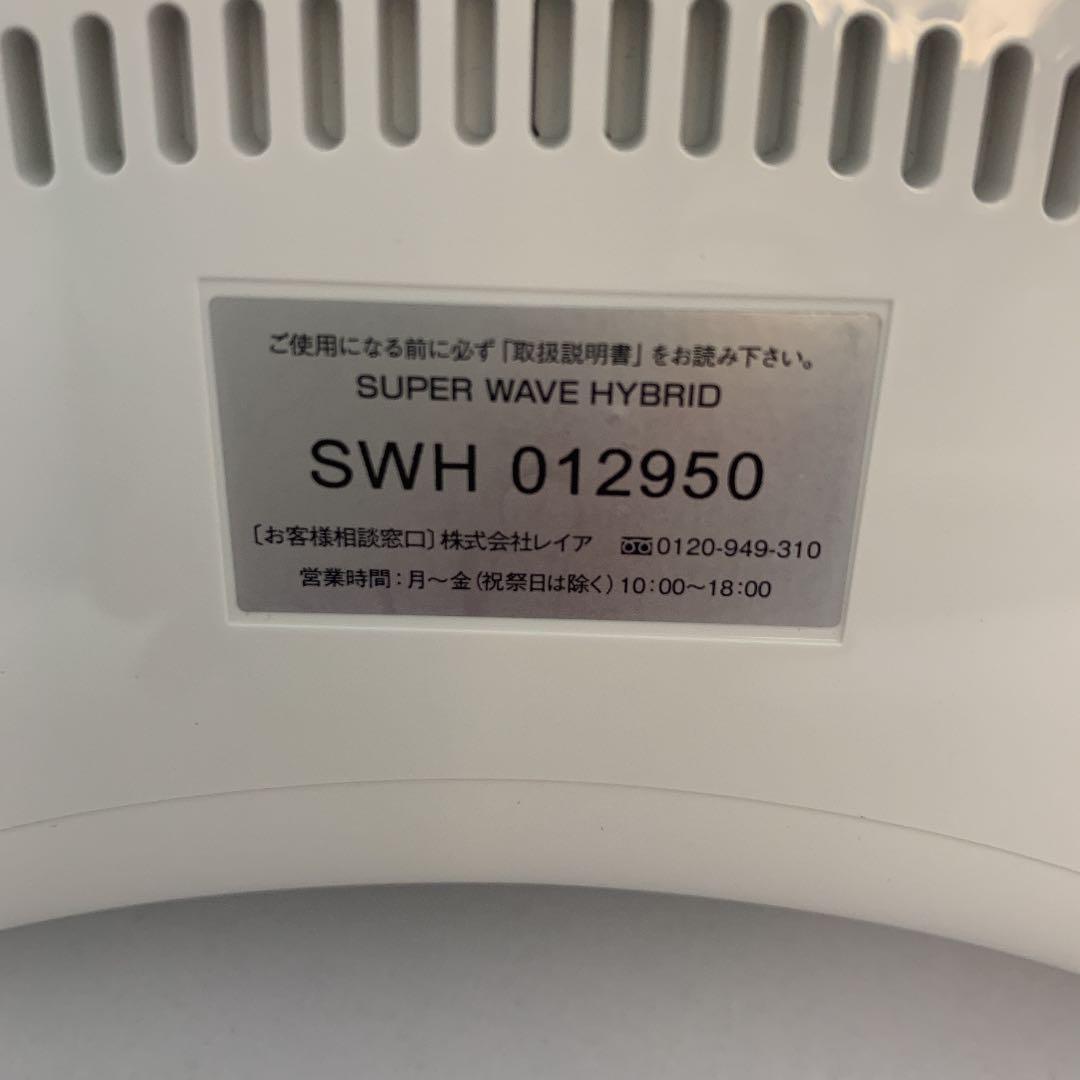 ご使用になる前に必ず「取扱説明書」をお読み下さい。
SUPER WAVE HYBRID
SWH 012950
〔お客様相談窓口〕株式会社レイア 0120-949-310
営業時間:月〜金(祝祭日は除く)10:00〜18:00